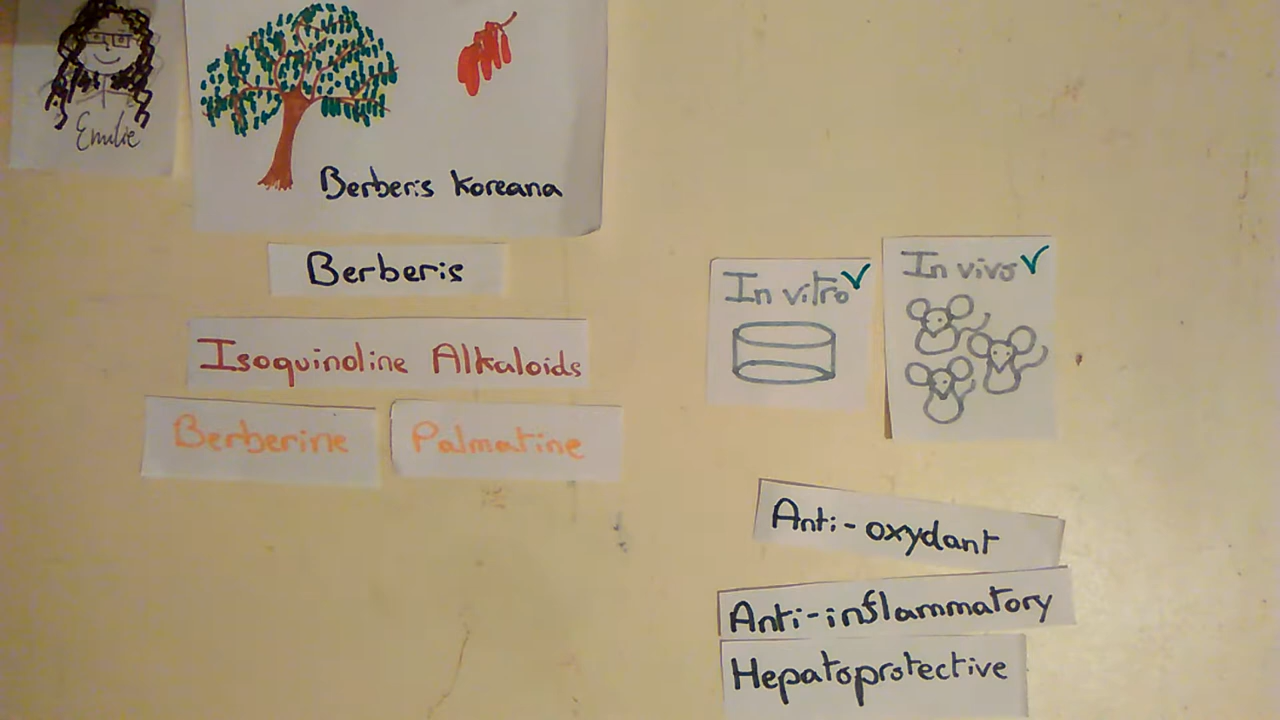 Emilie
Berberis Koreana
Berberis
Isoquinoline Alkaloids
Berberine
Palmatine
In vitro
In vivo
Anti-oxydant
Anti-inflammatory
Hepatoprotective